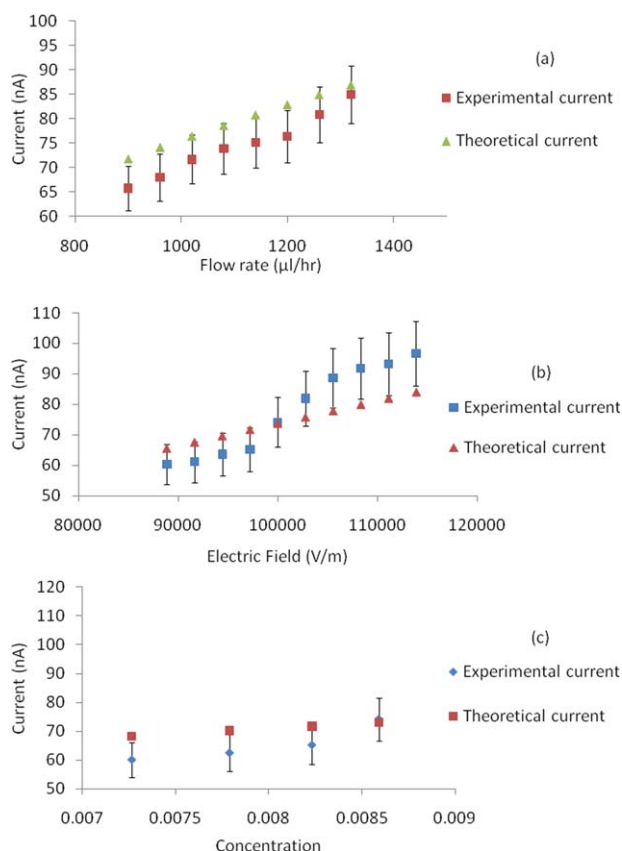 (a)
Current (nA)
100
95
90
85
80
75
70
65
60
800 1000 1200 1400
Flow rate (µl/hr)
Experimental current
Theoretical current
(b)
Current (nA)
110
100
90
80
70
60
50
80000 90000 100000 110000 120000
Electric Field (V/m)
Experimental current
Theoretical current
(c)
Current (nA)
120
110
100
90
80
70
60
50
0.007 0.0075 0.008 0.0085 0.009
Concentration
Experimental current
Theoretical current